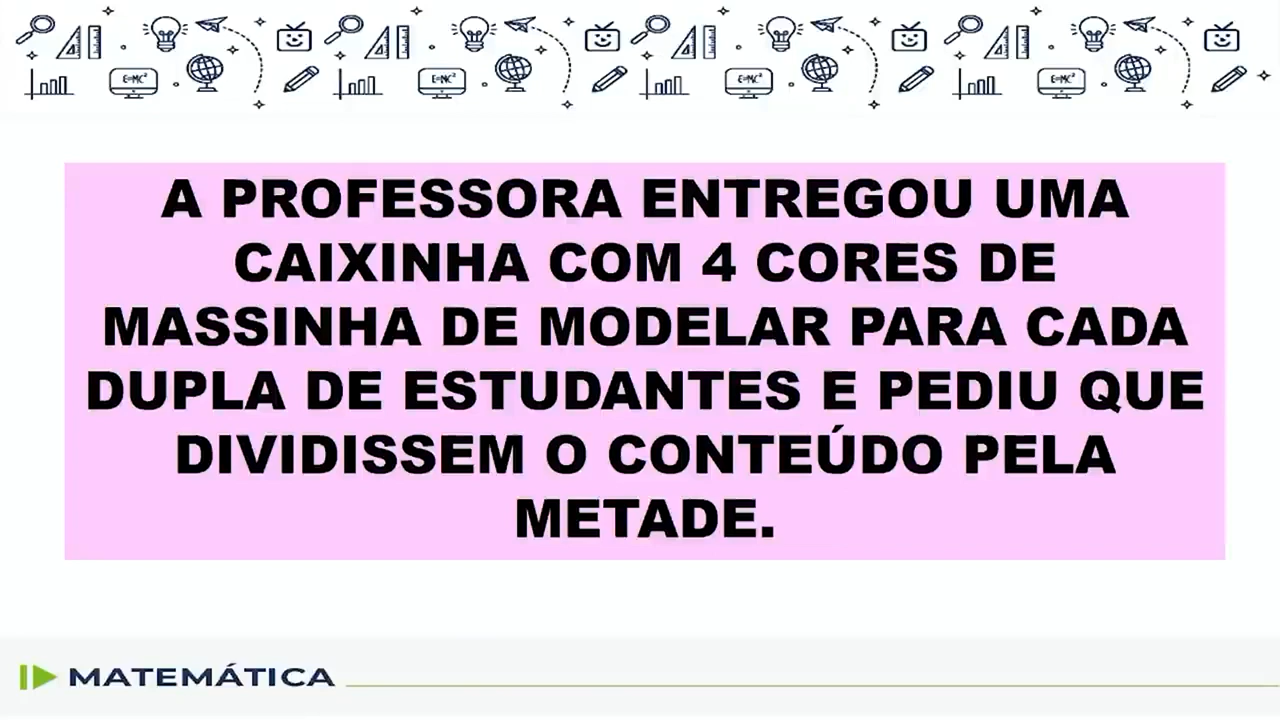 A PROFESSORA ENTREGOU UMA
CAIXINHA COM 4 CORES DE
MASSINHA DE MODELAR PARA CADA
DUPLA DE ESTUDANTES E PEDIU QUE
DIVIDISSEM O CONTEÚDO PELA
METADE.
MATEMÁTICA